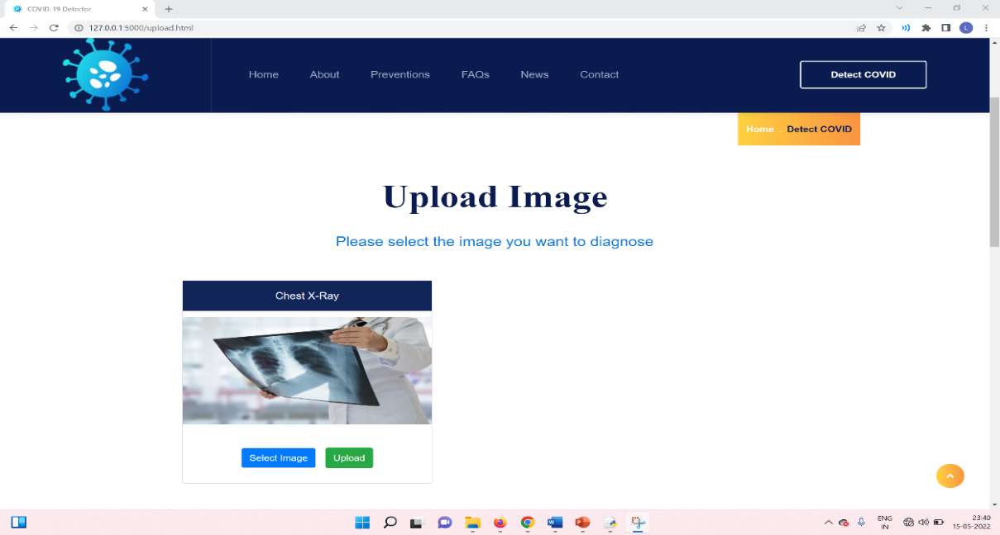 COVID-19 Detector
127.0.0.1:5000/upload.html
L
Home About Preventions FAQs News Contact Detect COVID
Home . Detect COVID
Upload Image
Please select the image you want to diagnose
Chest X-Ray
Select Image Upload
ENG 23:40
IN 15-05-2022